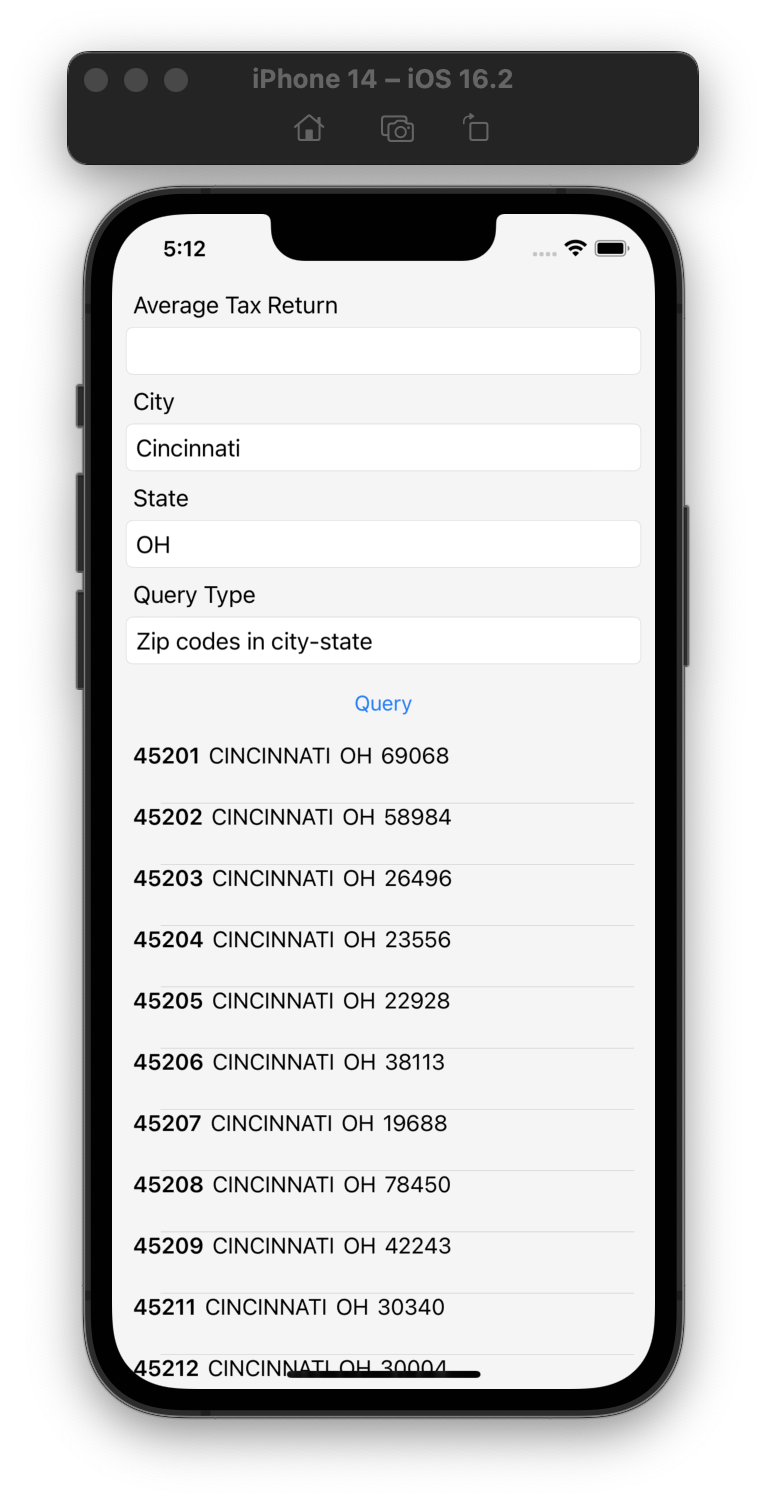 iPhone 14 – iOS 16.2
5:12
Average Tax Return
City
Cincinnati
State
OH
Query Type
Zip codes in city-state
Query
45201 CINCINNATI OH 69068
45202 CINCINNATI OH 58984
45203 CINCINNATI OH 26496
45204 CINCINNATI OH 23556
45205 CINCINNATI OH 22928
45206 CINCINNATI OH 38113
45207 CINCINNATI OH 19688
45208 CINCINNATI OH 78450
45209 CINCINNATI OH 42243
45211 CINCINNATI OH 30340
45212 CINCINNATI OH 30004